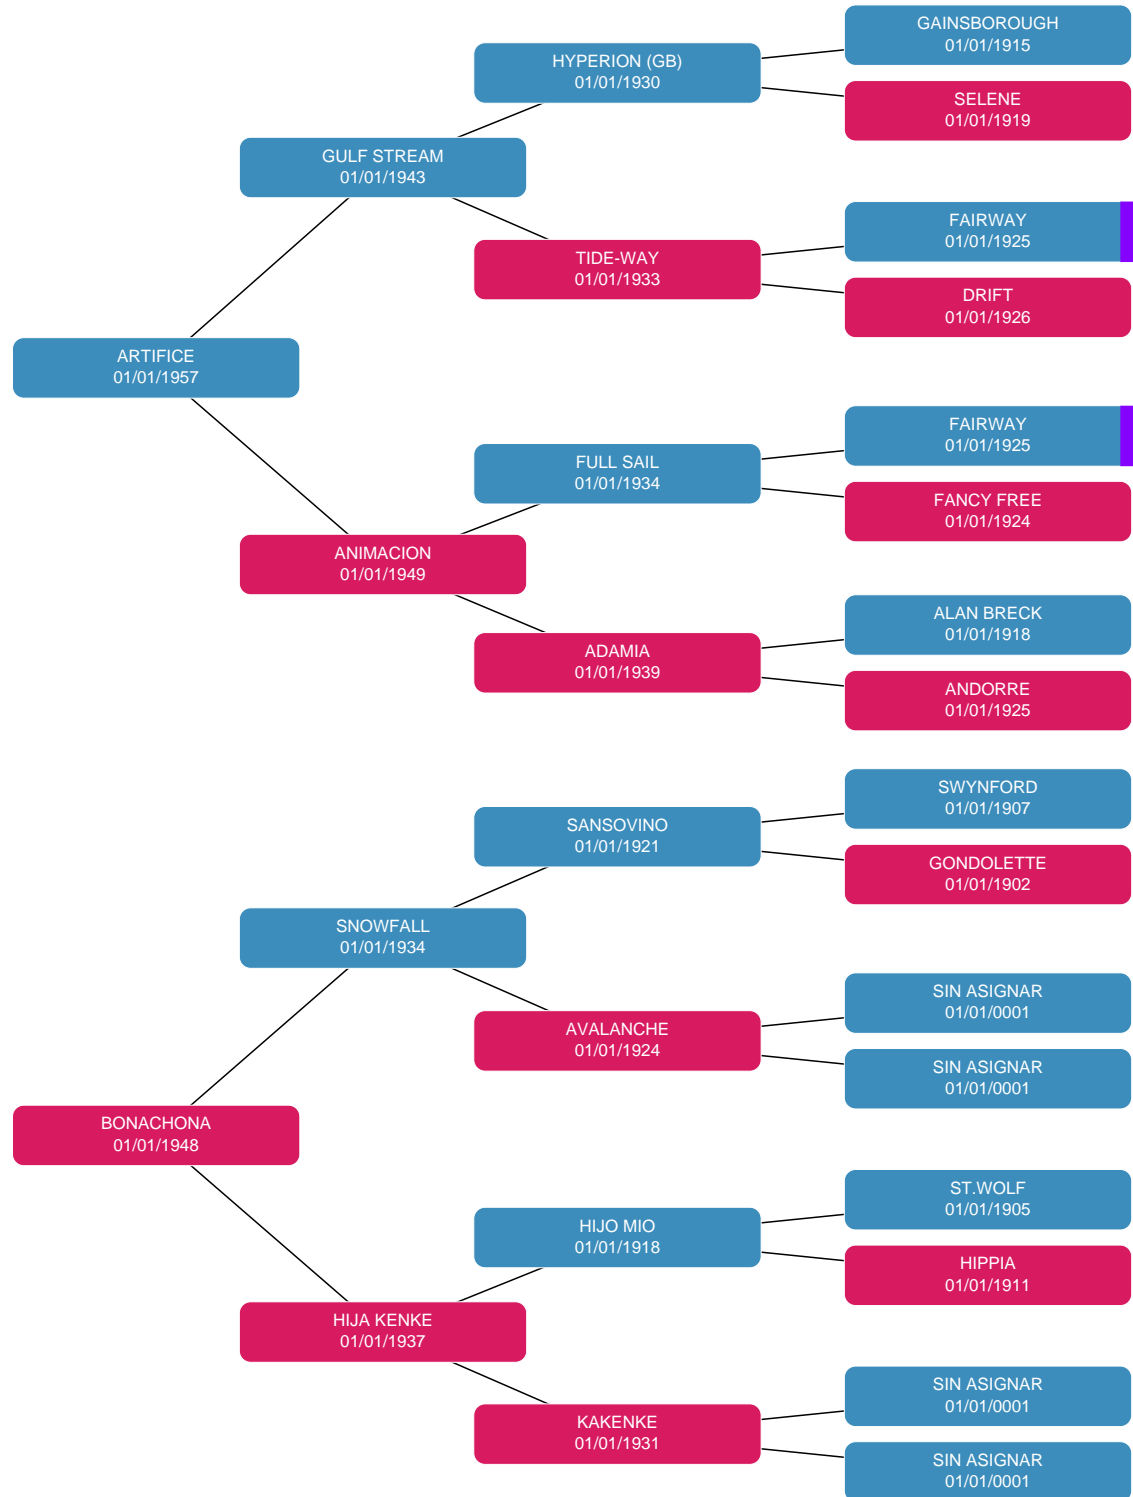 GAINSBOROUGH
01/01/1915
HYPERION (GB)
01/01/1930
SELENE
01/01/1919
GULF STREAM
01/01/1943
FAIRWAY
01/01/1925
TIDE-WAY
01/01/1933
DRIFT
01/01/1926
ARTIFICE
01/01/1957
FAIRWAY
01/01/1925
FULL SAIL
01/01/1934
FANCY FREE
01/01/1924
ANIMACION
01/01/1949
ALAN BRECK
01/01/1918
ADAMIA
01/01/1939
ANDORRE
01/01/1925
SWYNFORD
01/01/1907
SANSOVINO
01/01/1921
GONDOLETTE
01/01/1902
SNOWFALL
01/01/1934
SIN ASIGNAR
01/01/0001
AVALANCHE
01/01/1924
SIN ASIGNAR
01/01/0001
BONACHONA
01/01/1948
ST.WOLF
01/01/1905
HIJO MIO
01/01/1918
HIPPIA
01/01/1911
HIJA KENKE
01/01/1937
SIN ASIGNAR
01/01/0001
KAKENKE
01/01/1931
SIN ASIGNAR
01/01/0001